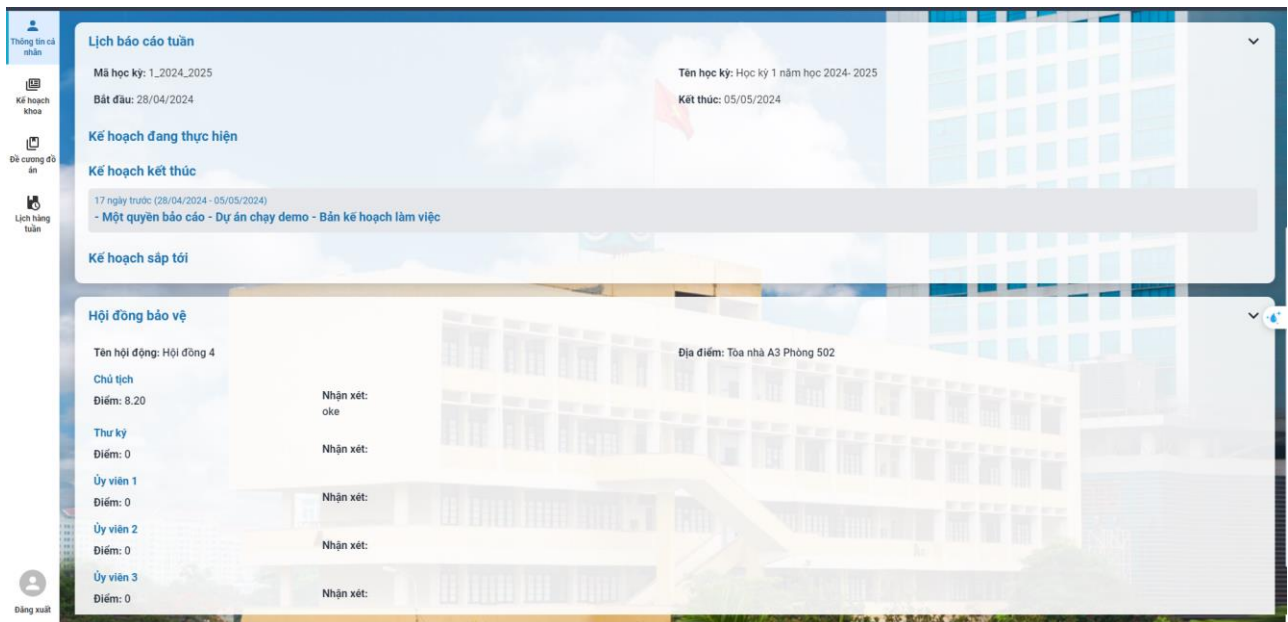 Thông tin cá
nhân
Kế hoạch
khoa
Đề cương đồ
án
Lịch hàng
tuần
Đăng xuất
Lịch báo cáo tuần
Mã học kỳ: 1_2024_2025
Tên học kỳ: Học kỳ 1 năm học 2024- 2025
Bắt đầu: 28/04/2024
Kết thúc: 05/05/2024
Kế hoạch đang thực hiện
Kế hoạch kết thúc
17 ngày trước (28/04/2024 - 05/05/2024)
- Một quyền bảo cáo - Dự án chạy demo - Bản kế hoạch làm việc
Kế hoạch sắp tới
Hội đồng bảo vệ
Tên hội động: Hội đồng 4
Địa điểm: Tòa nhà A3 Phòng 502
Chủ tịch
Điểm: 8.20
Nhận xét:
oke
Thư ký
Điểm: 0
Nhận xét:
Ủy viên 1
Điểm: 0
Nhận xét:
Ủy viên 2
Điểm: 0
Nhận xét:
Ủy viên 3
Điểm: 0
Nhận xét: